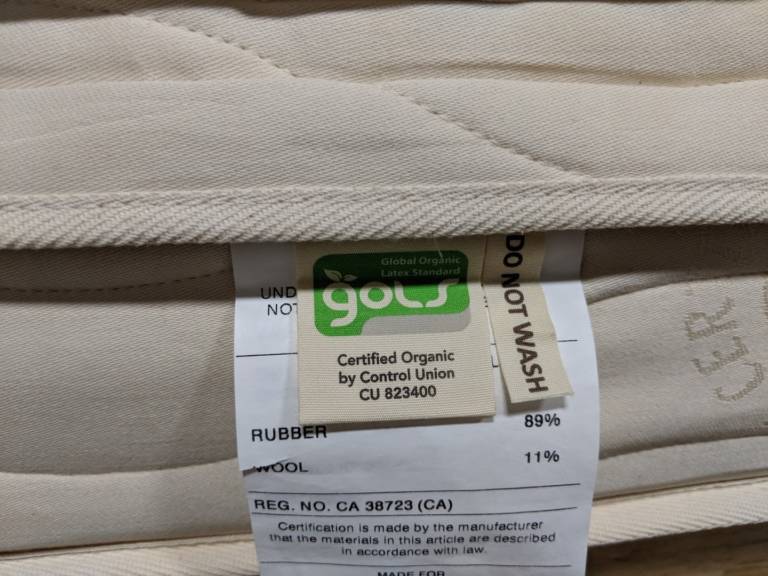 Global Organic
Latex Standard
gols
Certified Organic
by Control Union
CU 823400
DO NOT WASH
UND
NOT
RUBBER 89%
WOOL 11%
REG. NO. CA 38723 (CA)
Certification is made by the manufacturer
that the materials in this article are described
in accordance with law.
MADE FOR
CER